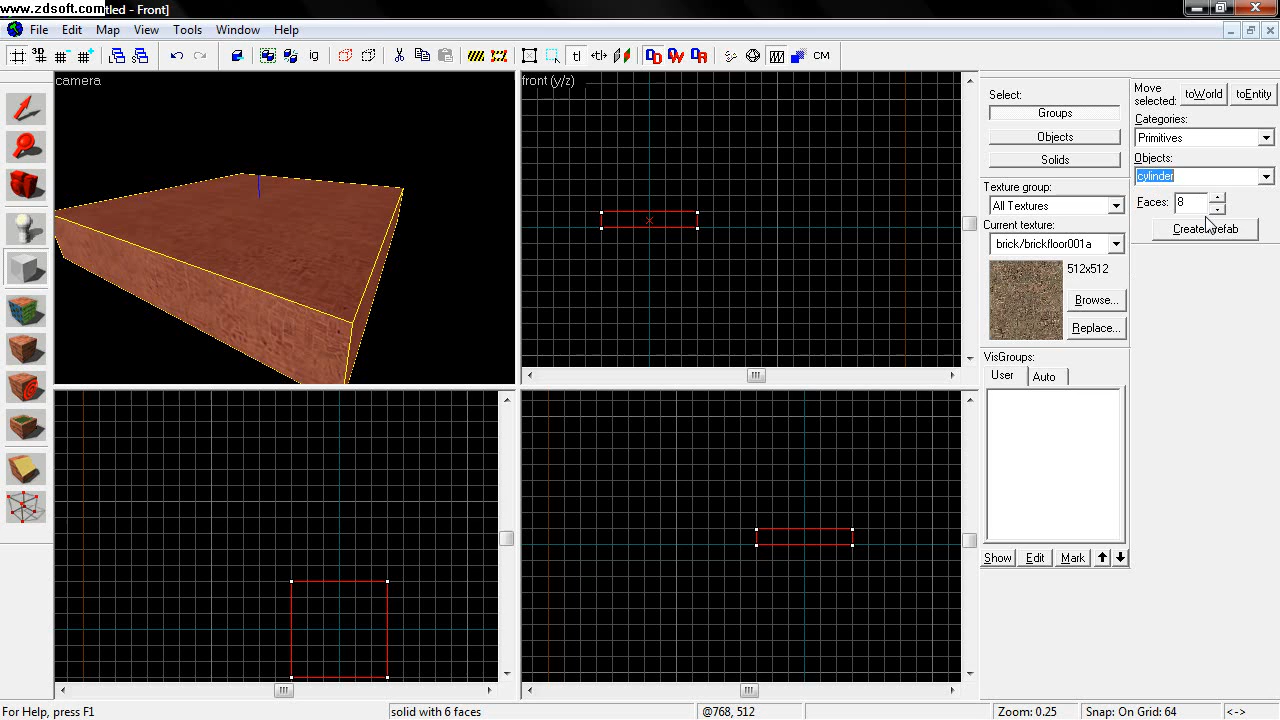 www.zdsoft.com
tled - Front]
File Edit Map View Tools Window Help
3D
ig
tl
CM
camera
front (y/z)
Select:
Groups
Objects
Solids
Texture group:
All Textures
Current texture:
brick/brickfloor001a
512x512
Browse...
Replace...
VisGroups:
User Auto
Show Edit Mark
Move selected:
toWorld
toEntity
Categories:
Primitives
Objects:
cylinder
Faces: 8
For Help, press F1
solid with 6 faces
@768, 512
Zoom: 0.25
Snap: On Grid: 64
<->